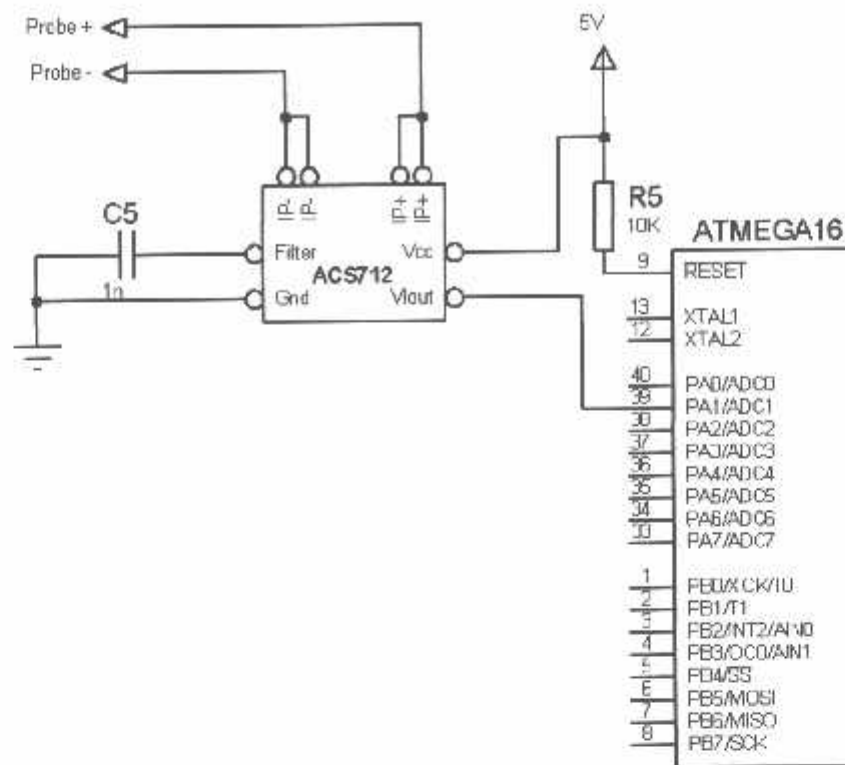 Probe +
Probe -
5V
IP- IP- IP+ IP+
C5
1n
Filter
Gnd
ACS712
Vcc
VIout
R5
10K
ATMEGA16
9 RESET
13 XTAL1
12 XTAL2
40 PA0/ADC0
39 PA1/ADC1
38 PA2/ADC2
37 PA3/ADC3
36 PA4/ADC4
35 PA5/ADC5
34 PA6/ADC6
33 PA7/ADC7
1 PB0/XCK/T0
2 PB1/T1
3 PB2/INT2/AIN0
4 PB3/OC0/AIN1
5 PB4/SS
6 PB5/MOSI
7 PB6/MISO
8 PB7/SCK